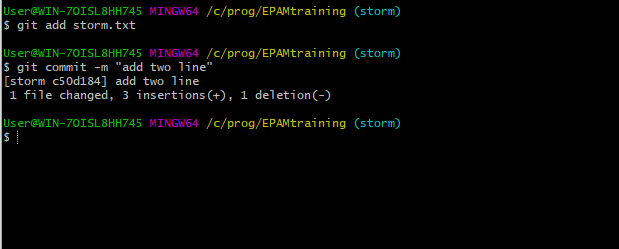 User@WIN-7OISL8HH745 MINGW64 /c/prog/EPAMtraining (storm)
$ git add storm.txt
User@WIN-7OISL8HH745 MINGW64 /c/prog/EPAMtraining (storm)
$ git commit -m "add two line"
[storm c50d184] add two line
 1 file changed, 3 insertions(+), 1 deletion(-)
User@WIN-7OISL8HH745 MINGW64 /c/prog/EPAMtraining (storm)
$